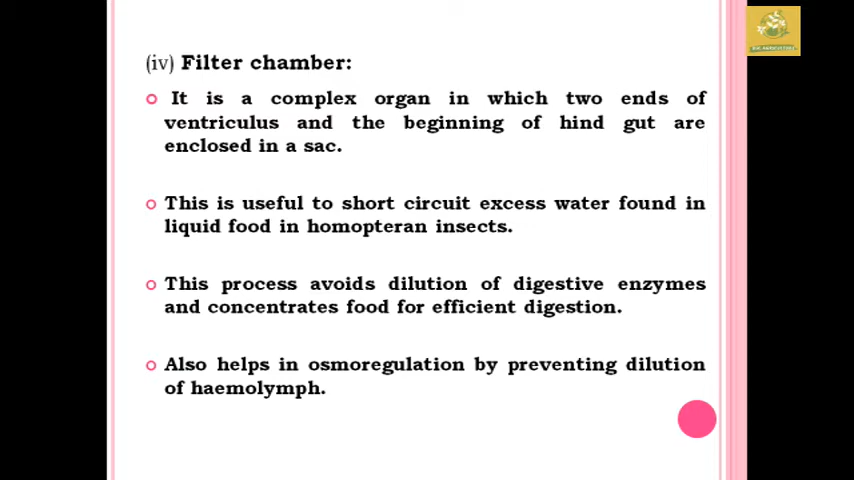 (iv) Filter chamber:
It is a complex organ in which two ends of
ventriculus and the beginning of hind gut are
enclosed in a sac.
This is useful to short circuit excess water found in
liquid food in homopteran insects.
This process avoids dilution of digestive enzymes
and concentrates food for efficient digestion.
Also helps in osmoregulation by preventing dilution
of haemolymph.